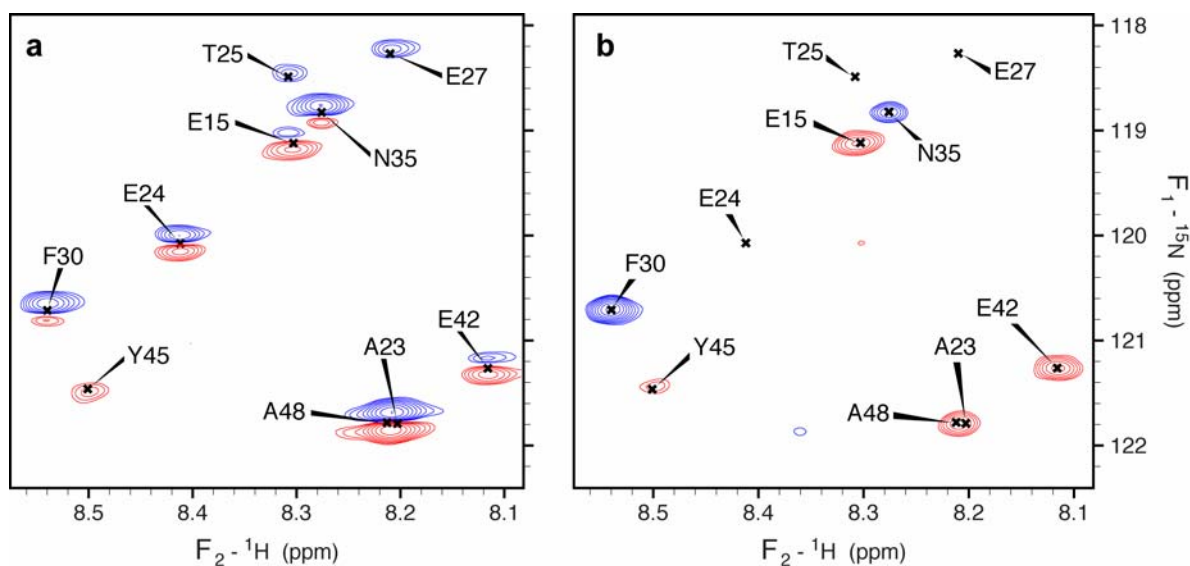 a
T25
E27
E15
N35
E24
F30
E42
Y45
A23
A48
8.5 8.4 8.3 8.2 8.1
F2 - 1H (ppm)
b
T25
E27
E15
N35
E24
F30
E42
Y45
A23
A48
8.5 8.4 8.3 8.2 8.1
F2 - 1H (ppm)
118
119
120
121
122
F1 - 15N (ppm)